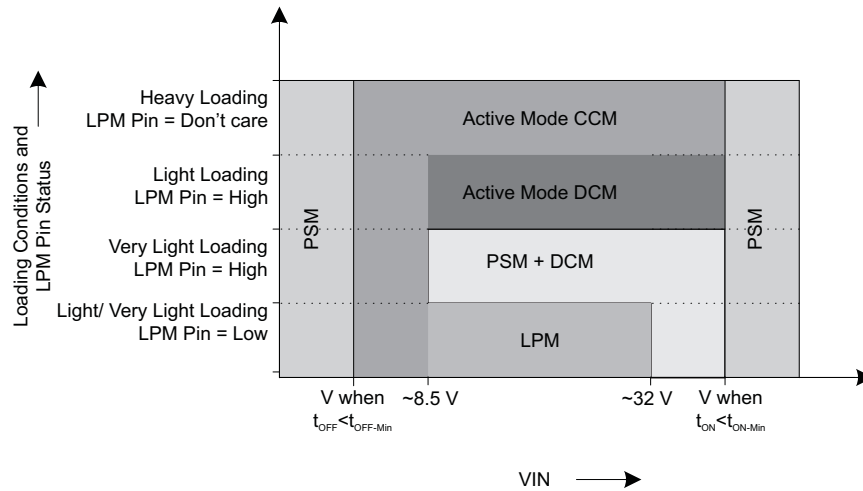 Loading Conditions and
LPM Pin Status
Heavy Loading
LPM Pin = Don't care
Light Loading
LPM Pin = High
Very Light Loading
LPM Pin = High
Light/ Very Light Loading
LPM Pin = Low
PSM
Active Mode CCM
Active Mode DCM
PSM + DCM
LPM
PSM
V when
tOFF<tOFF-Min
~8.5 V
~32 V
V when
tON<tON-Min
VIN